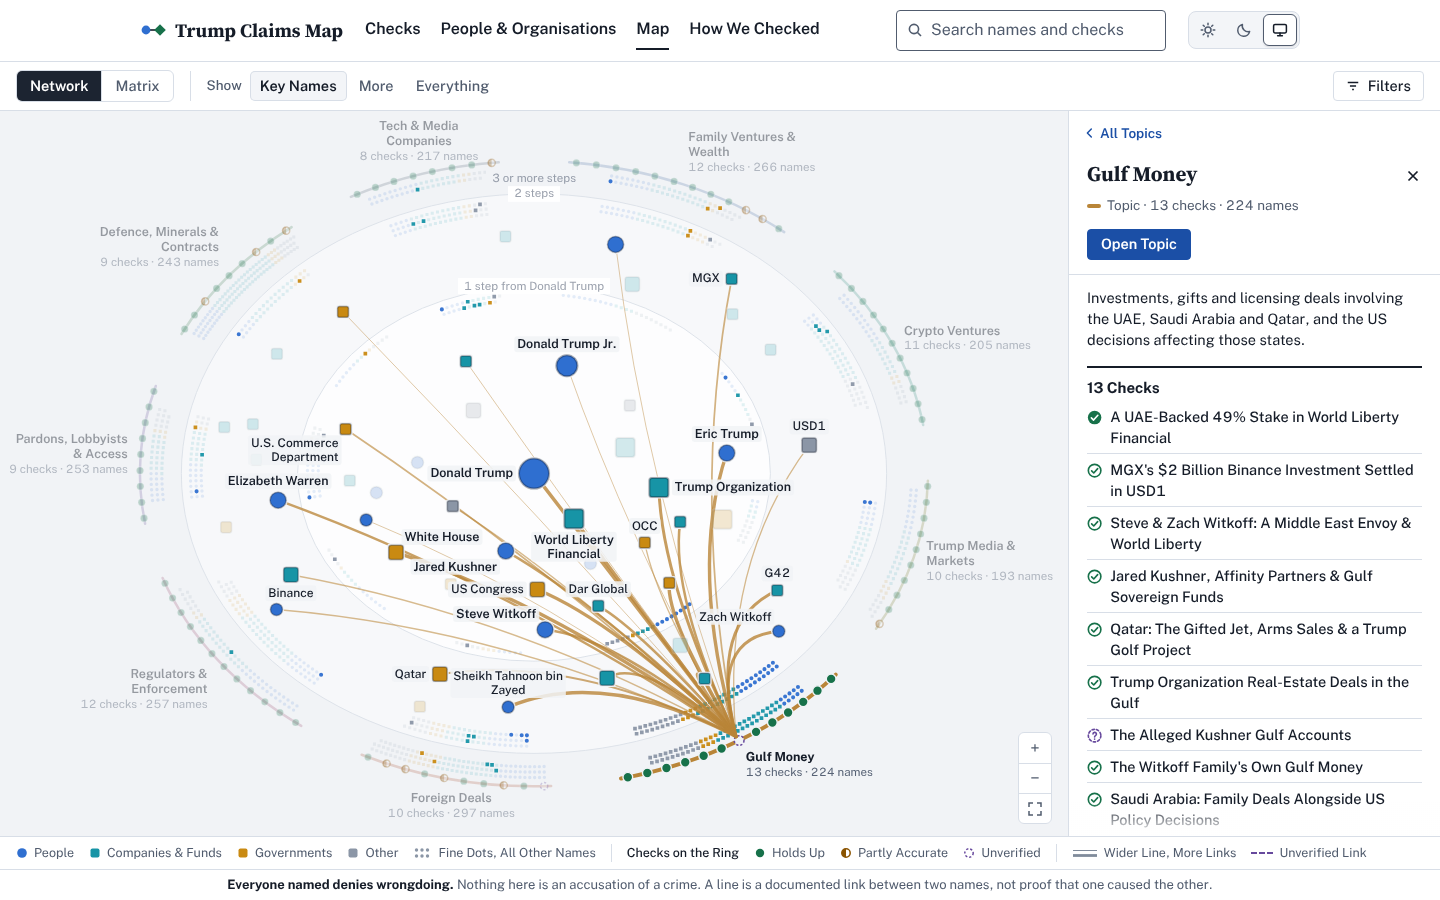 Trump Claims Map
Checks
People & Organisations
Map
How We Checked
Search names and checks
Network
Matrix
Show
Key Names
More
Everything
Filters
Tech & Media
Companies
8 checks · 217 names
Family Ventures &
Wealth
12 checks · 266 names
3 or more steps
2 steps
Defence, Minerals &
Contracts
9 checks · 243 names
MGX
1 step from Donald Trump
Crypto Ventures
11 checks · 205 names
Donald Trump Jr.
Pardons, Lobbyists
& Access
9 checks · 253 names
U.S. Commerce
Department
Eric Trump
USD1
Elizabeth Warren
Donald Trump
Trump Organization
White House
World Liberty
Financial
OCC
Jared Kushner
Trump Media &
Markets
10 checks · 193 names
Binance
US Congress
Dar Global
G42
Steve Witkoff
Zach Witkoff
Qatar
Sheikh Tahnoon bin
Zayed
Regulators &
Enforcement
12 checks · 257 names
Gulf Money
13 checks · 224 names
Foreign Deals
10 checks · 297 names
All Topics
Gulf Money
Topic · 13 checks · 224 names
Open Topic
Investments, gifts and licensing deals involving
the UAE, Saudi Arabia and Qatar, and the US
decisions affecting those states.
13 Checks
A UAE-Backed 49% Stake in World Liberty
Financial
MGX's $2 Billion Binance Investment Settled
in USD1
Steve & Zach Witkoff: A Middle East Envoy &
World Liberty
Jared Kushner, Affinity Partners & Gulf
Sovereign Funds
Qatar: The Gifted Jet, Arms Sales & a Trump
Golf Project
Trump Organization Real-Estate Deals in the
Gulf
The Alleged Kushner Gulf Accounts
The Witkoff Family's Own Gulf Money
Saudi Arabia: Family Deals Alongside US
Policy Decisions
People
Companies & Funds
Governments
Other
Fine Dots, All Other Names
Checks on the Ring
Holds Up
Partly Accurate
Unverified
Wider Line, More Links
Unverified Link
Everyone named denies wrongdoing. Nothing here is an accusation of a crime. A line is a documented link between two names, not proof that one caused the other.